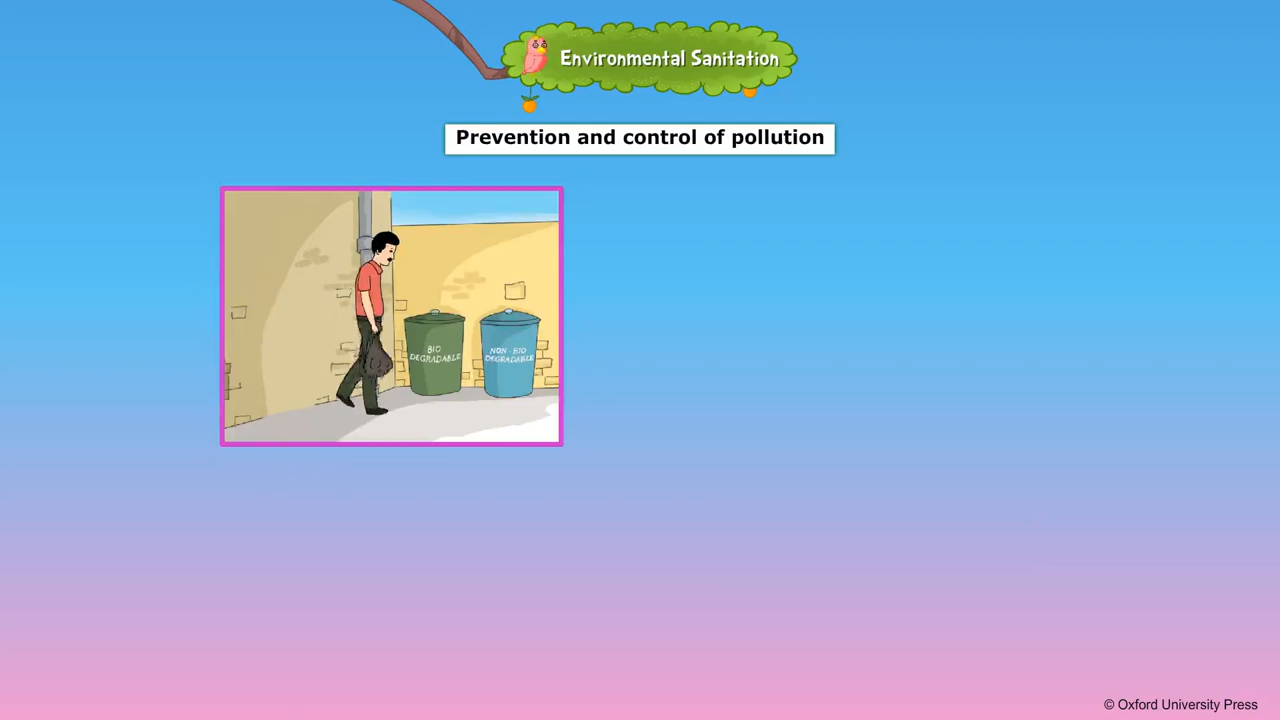 Environmental Sanitation
Prevention and control of pollution
BIO
DEGRADABLE
NON-BIO
DEGRADABLE
© Oxford University Press